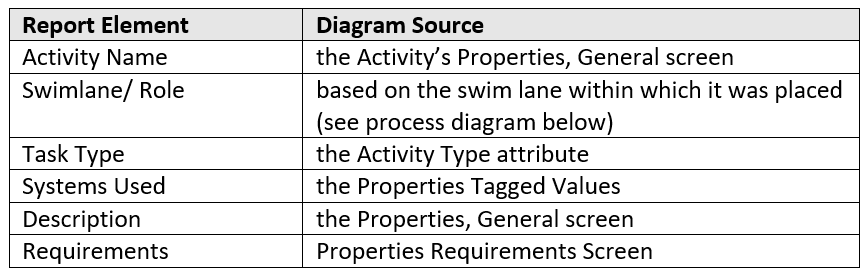 Report Element Diagram Source
Activity Name the Activity’s Properties, General screen
Swimlane/ Role based on the swim lane within which it was placed
(see process diagram below)
Task Type the Activity Type attribute
Systems Used the Properties Tagged Values
Description the Properties, General screen
Requirements Properties Requirements Screen